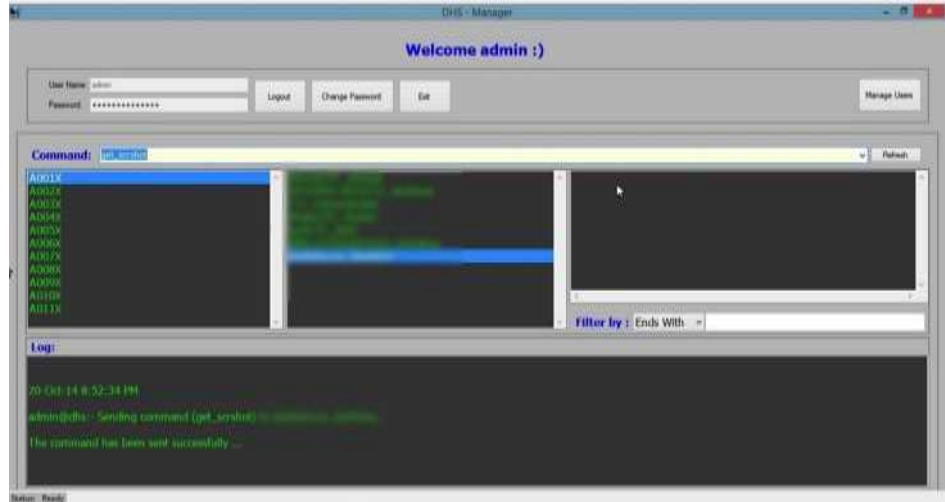 DHS - Manager
Welcome admin :)
User Name admin
Password **************
Logout
Change Password
Exit
Manage Users
Command: get_scrshot
Refresh
A001X
A002X
A003X
A004X
A005X
A006X
A007X
A008X
A009X
A010X
A011X
Filter by : Ends With
Log:
20-Oct-14 8:52:34 PM
admin@dhs:- Sending command (get_scrshot)
The command has been sent successfully ...
Status: Ready